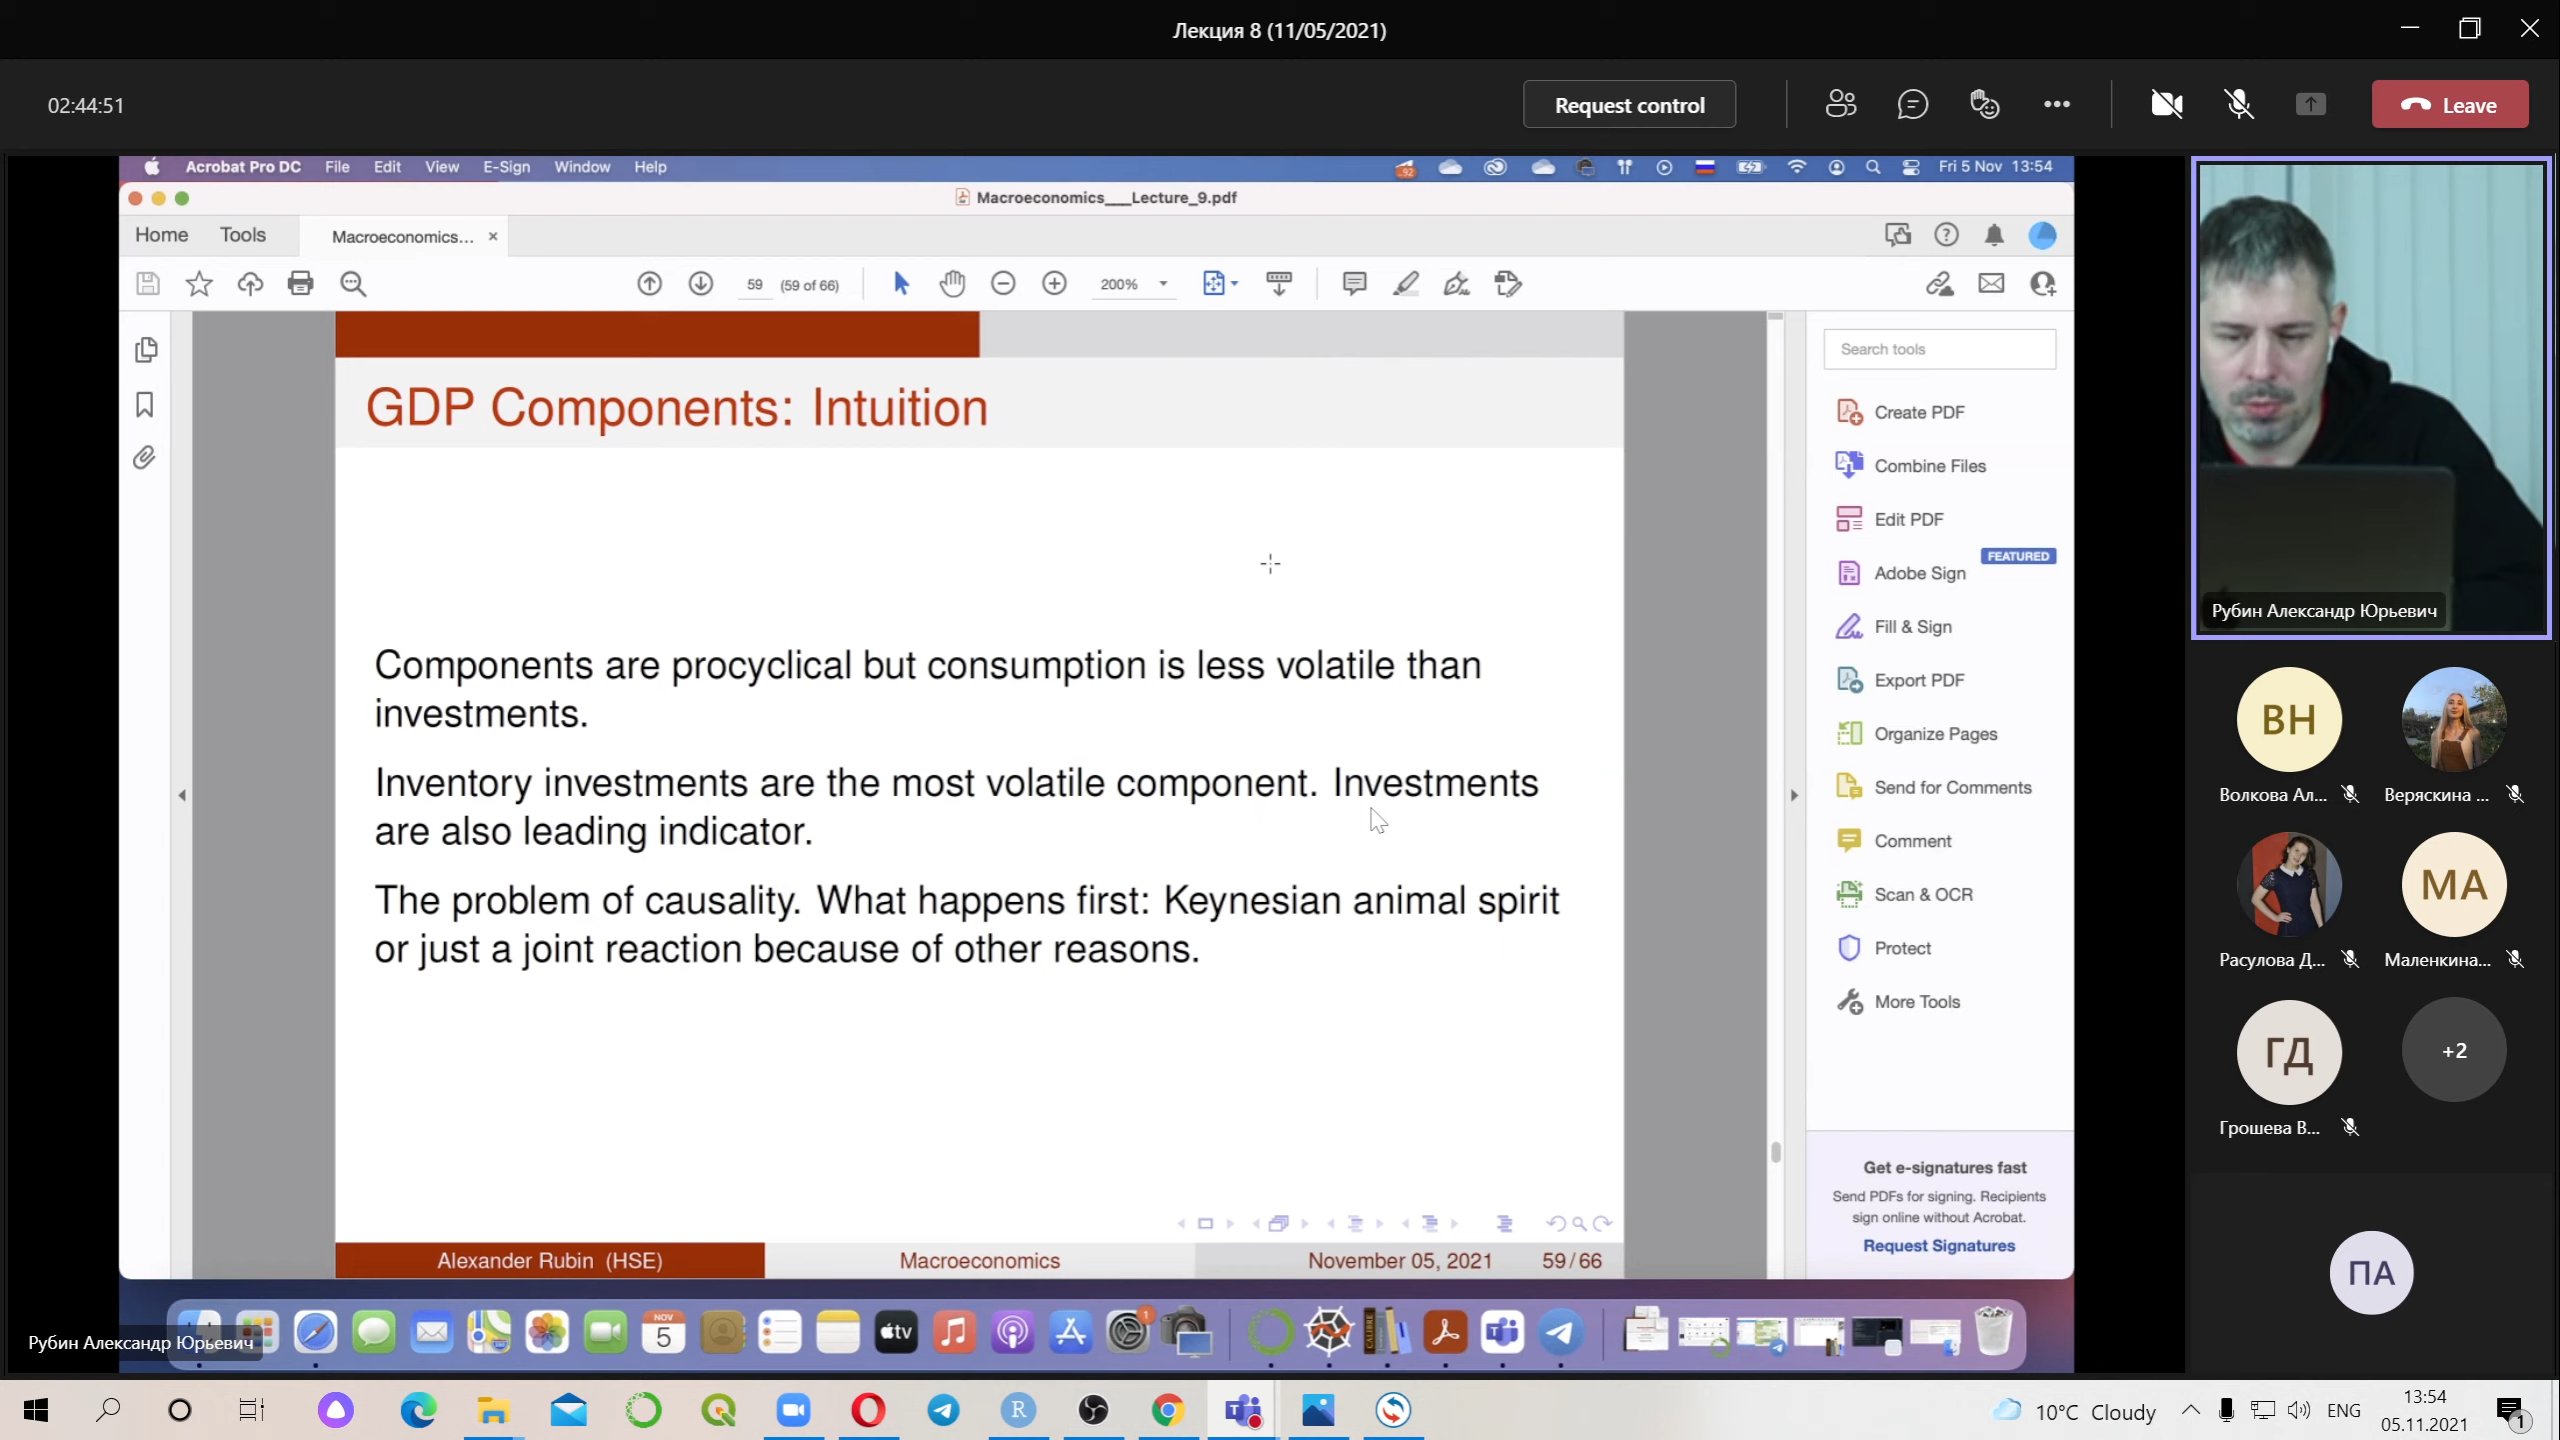 Лекция 8 (11/05/2021)
02:44:51
Request control
Leave
Acrobat Pro DC File Edit View E-Sign Window Help
Fri 5 Nov 13:54
Macroeconomics___Lecture_9.pdf
Home Tools Macroeconomics...
59 (59 of 66) 200%
Search tools
Create PDF
Combine Files
Edit PDF
FEATURED
Adobe Sign
Fill & Sign
Export PDF
Organize Pages
Send for Comments
Comment
Scan & OCR
Protect
More Tools
Get e-signatures fast
Send PDFs for signing. Recipients
sign online without Acrobat.
Request Signatures
GDP Components: Intuition
Components are procyclical but consumption is less volatile than
investments.
Inventory investments are the most volatile component. Investments
are also leading indicator.
The problem of causality. What happens first: Keynesian animal spirit
or just a joint reaction because of other reasons.
Alexander Rubin (HSE) Macroeconomics November 05, 2021 59/66
Рубин Александр Юрьевич
ВН
Волкова Ал...
Веряскина ...
Расулова Д...
МА
Маленкина...
ГД
Грошева В...
+2
ПА
NOV
5
tv
1
CALIBRE
Рубин Александр Юрьевич
R
10°C Cloudy
ENG
13:54
05.11.2021
1